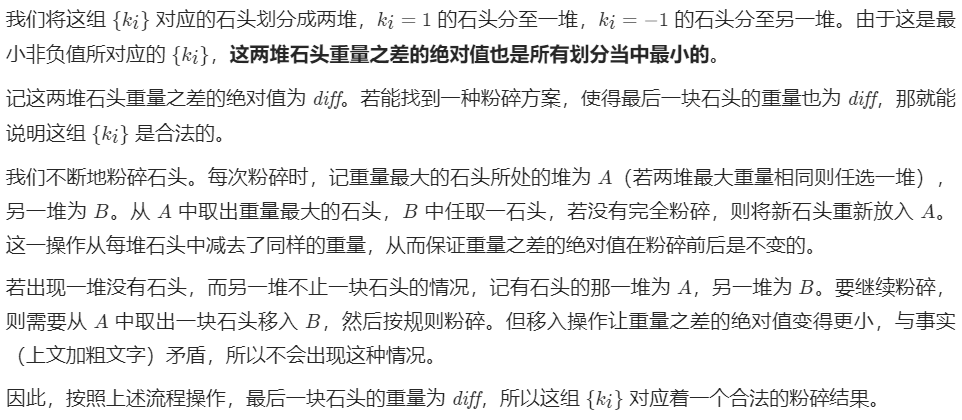 我们将这组 {kᵢ} 对应的石头划分成两堆，kᵢ = 1 的石头分至一堆，kᵢ = −1 的石头分至另一堆。由于这是最
小非负值所对应的 {kᵢ}，这两堆石头重量之差的绝对值也是所有划分当中最小的。
记这两堆石头重量之差的绝对值为 diff。若能找到一种粉碎方案，使得最后一块石头的重量也为 diff，那就能
说明这组 {kᵢ} 是合法的。
我们不断地粉碎石头。每次粉碎时，记重量最大的石头所处的堆为 A（若两堆最大重量相同则任选一堆），
另一堆为 B。从 A 中取出重量最大的石头，B 中任取一石头，若没有完全粉碎，则将新石头重新放入 A。
这一操作从每堆石头中减去了同样的重量，从而保证重量之差的绝对值在粉碎前后是不变的。
若出现一堆没有石头，而另一堆不止一块石头的情况，记有石头的那一堆为 A，另一堆为 B。要继续粉碎，
则需要从 A 中取出一块石头移入 B，然后按规则粉碎。但移入操作让重量之差的绝对值变得更小，与事实
（上文加粗文字）矛盾，所以不会出现这种情况。
因此，按照上述流程操作，最后一块石头的重量为 diff，所以这组 {kᵢ} 对应着一个合法的粉碎结果。